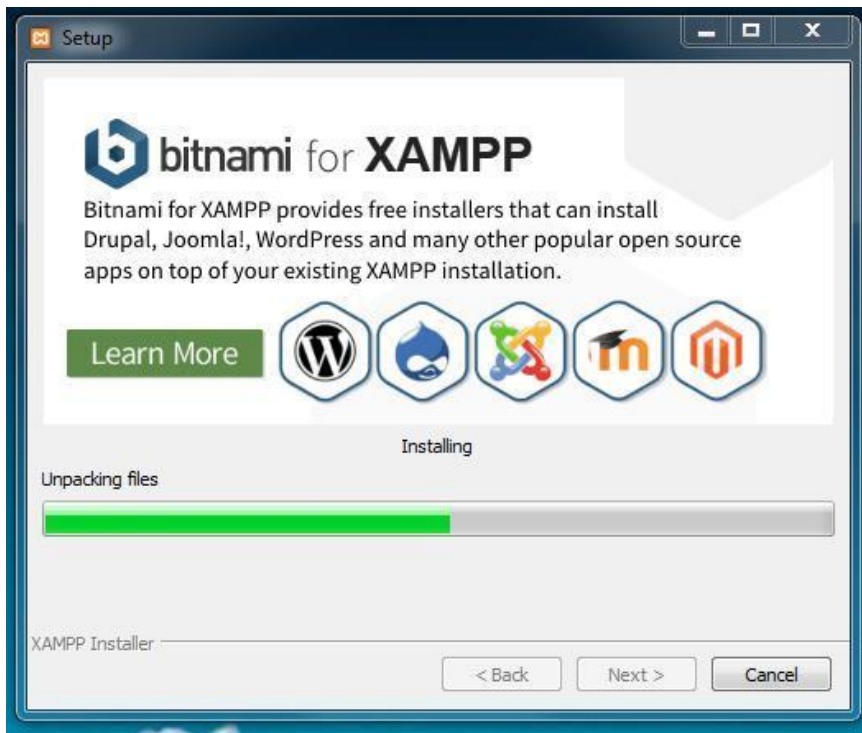 Setup
bitnami for XAMPP
Bitnami for XAMPP provides free installers that can install
Drupal, Joomla!, WordPress and many other popular open source
apps on top of your existing XAMPP installation.
Learn More
Installing
Unpacking files
XAMPP Installer
< Back Next > Cancel